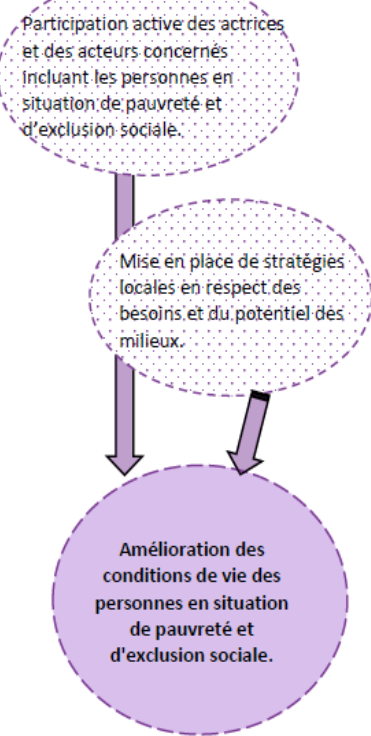 Participation active des actrices
et des acteurs concernés
incluant les personnes en
situation de pauvreté et
d'exclusion sociale.
Mise en place de stratégies
locales en respect des
besoins et du potentiel des
milieux.
Amélioration des
conditions de vie des
personnes en situation
de pauvreté et
d'exclusion sociale.